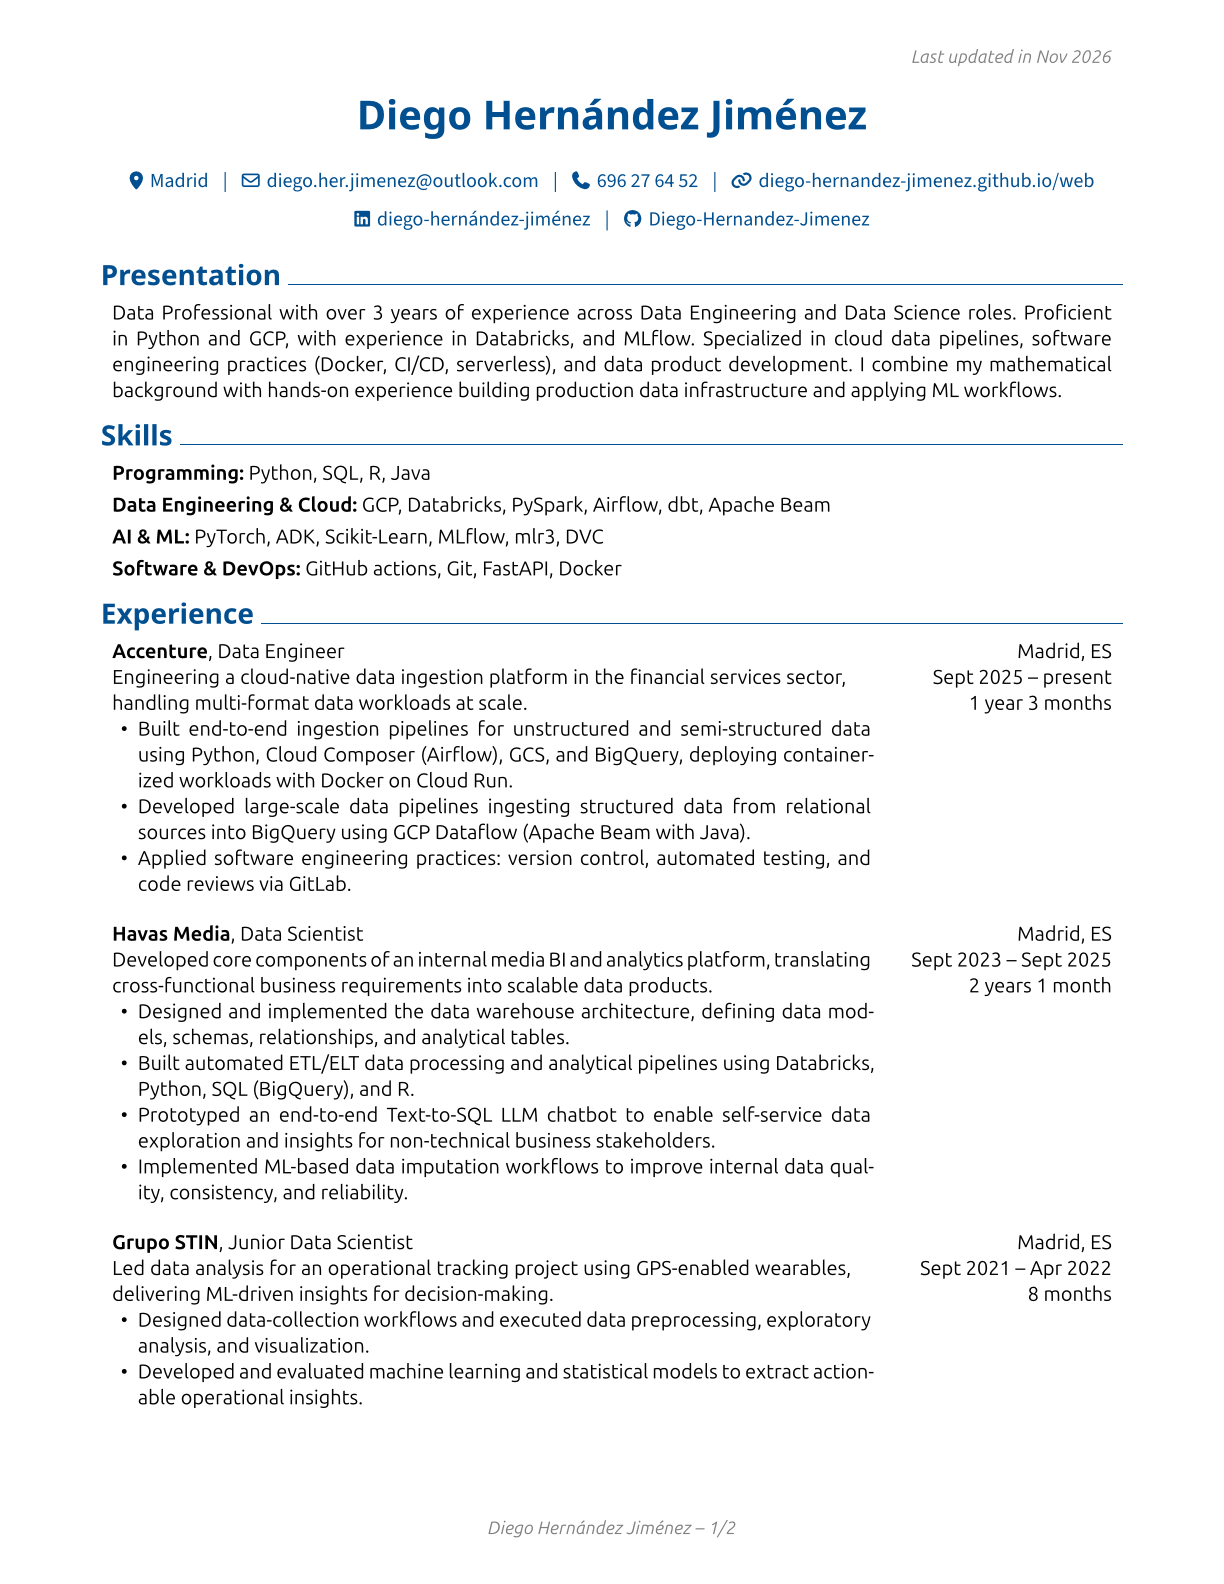 Last updated in Nov 2026
Diego Hernández Jiménez
Madrid | diego.her.jimenez@outlook.com | 696 27 64 52 | diego-hernandez-jimenez.github.io/web
diego-hernández-jiménez | Diego-Hernandez-Jimenez
Presentation
Data Professional with over 3 years of experience across Data Engineering and Data Science roles. Proficient
in Python and GCP, with experience in Databricks, and MLflow. Specialized in cloud data pipelines, software
engineering practices (Docker, CI/CD, serverless), and data product development. I combine my mathematical
background with hands-on experience building production data infrastructure and applying ML workflows.
Skills
Programming: Python, SQL, R, Java
Data Engineering & Cloud: GCP, Databricks, PySpark, Airflow, dbt, Apache Beam
AI & ML: PyTorch, ADK, Scikit-Learn, MLflow, mlr3, DVC
Software & DevOps: GitHub actions, Git, FastAPI, Docker
Experience
Accenture, Data Engineer Madrid, ES
Engineering a cloud-native data ingestion platform in the financial services sector, Sept 2025 – present
handling multi-format data workloads at scale. 1 year 3 months
• Built end-to-end ingestion pipelines for unstructured and semi-structured data
using Python, Cloud Composer (Airflow), GCS, and BigQuery, deploying container-
ized workloads with Docker on Cloud Run.
• Developed large-scale data pipelines ingesting structured data from relational
sources into BigQuery using GCP Dataflow (Apache Beam with Java).
• Applied software engineering practices: version control, automated testing, and
code reviews via GitLab.
Havas Media, Data Scientist Madrid, ES
Developed core components of an internal media BI and analytics platform, translating Sept 2023 – Sept 2025
cross-functional business requirements into scalable data products. 2 years 1 month
• Designed and implemented the data warehouse architecture, defining data mod-
els, schemas, relationships, and analytical tables.
• Built automated ETL/ELT data processing and analytical pipelines using Databricks,
Python, SQL (BigQuery), and R.
• Prototyped an end-to-end Text-to-SQL LLM chatbot to enable self-service data
exploration and insights for non-technical business stakeholders.
• Implemented ML-based data imputation workflows to improve internal data qual-
ity, consistency, and reliability.
Grupo STIN, Junior Data Scientist Madrid, ES
Led data analysis for an operational tracking project using GPS-enabled wearables, Sept 2021 – Apr 2022
delivering ML-driven insights for decision-making. 8 months
• Designed data-collection workflows and executed data preprocessing, exploratory
analysis, and visualization.
• Developed and evaluated machine learning and statistical models to extract action-
able operational insights.
Diego Hernández Jiménez – 1/2